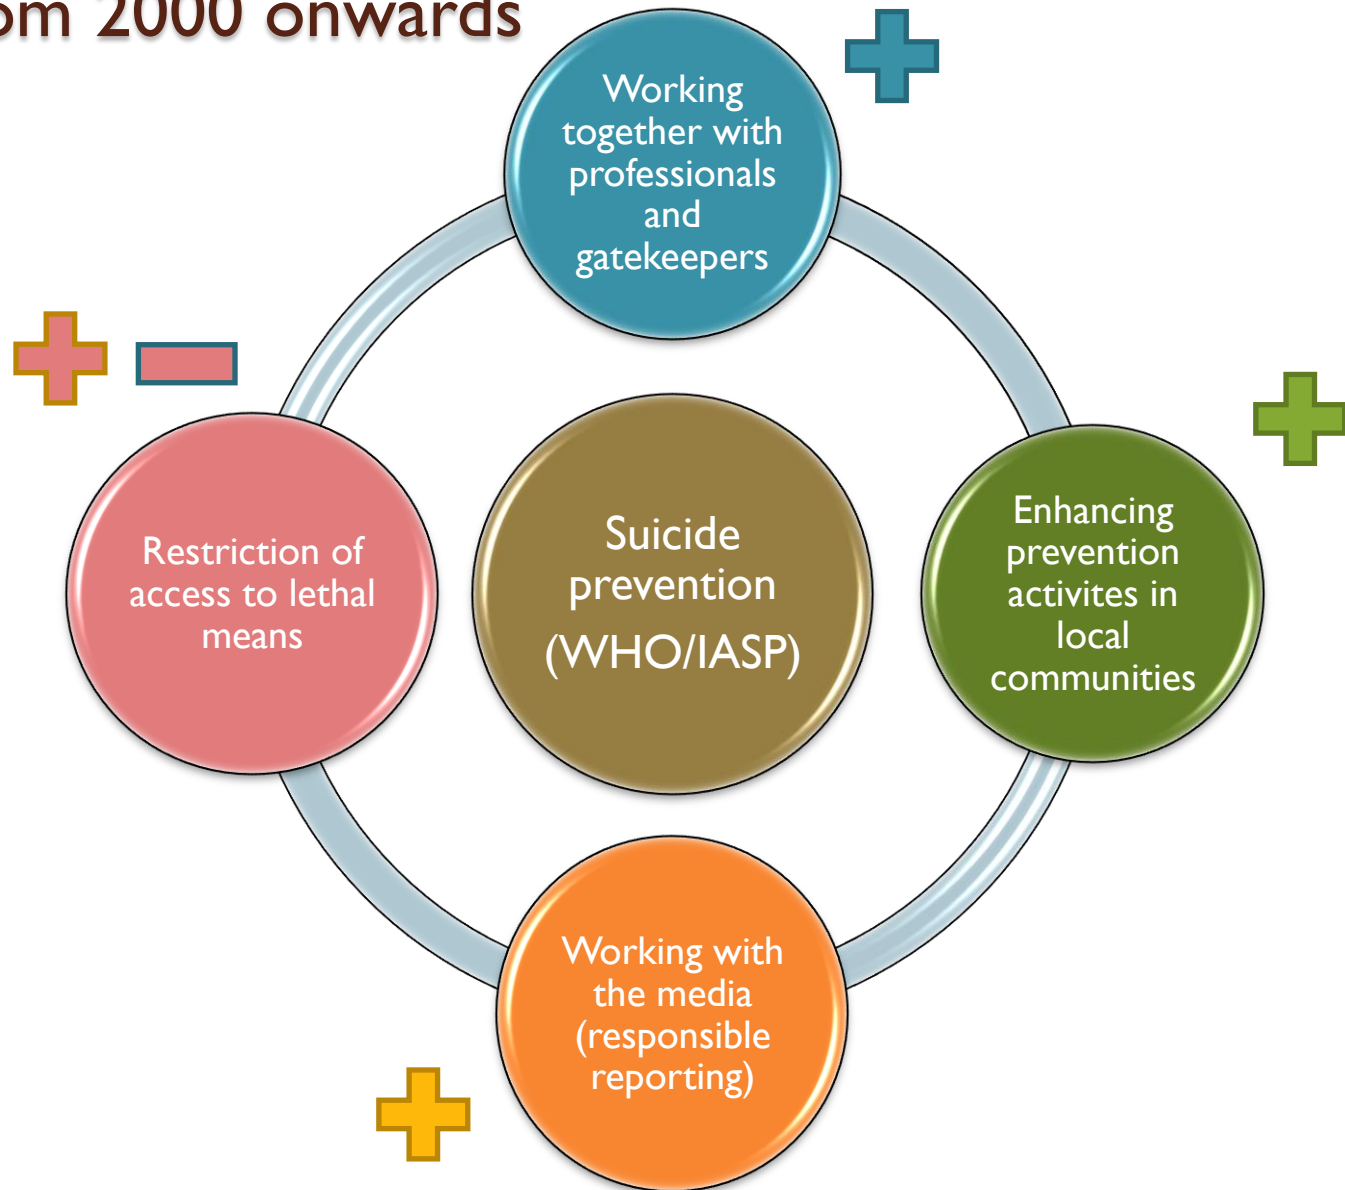 2000 onwards
Working
together with
professionals
and
gatekeepers
Restriction of
access to lethal
means
Suicide
prevention
(WHO/IASP)
Enhancing
prevention
activites in
local
communities
Working with
the media
(responsible
reporting)